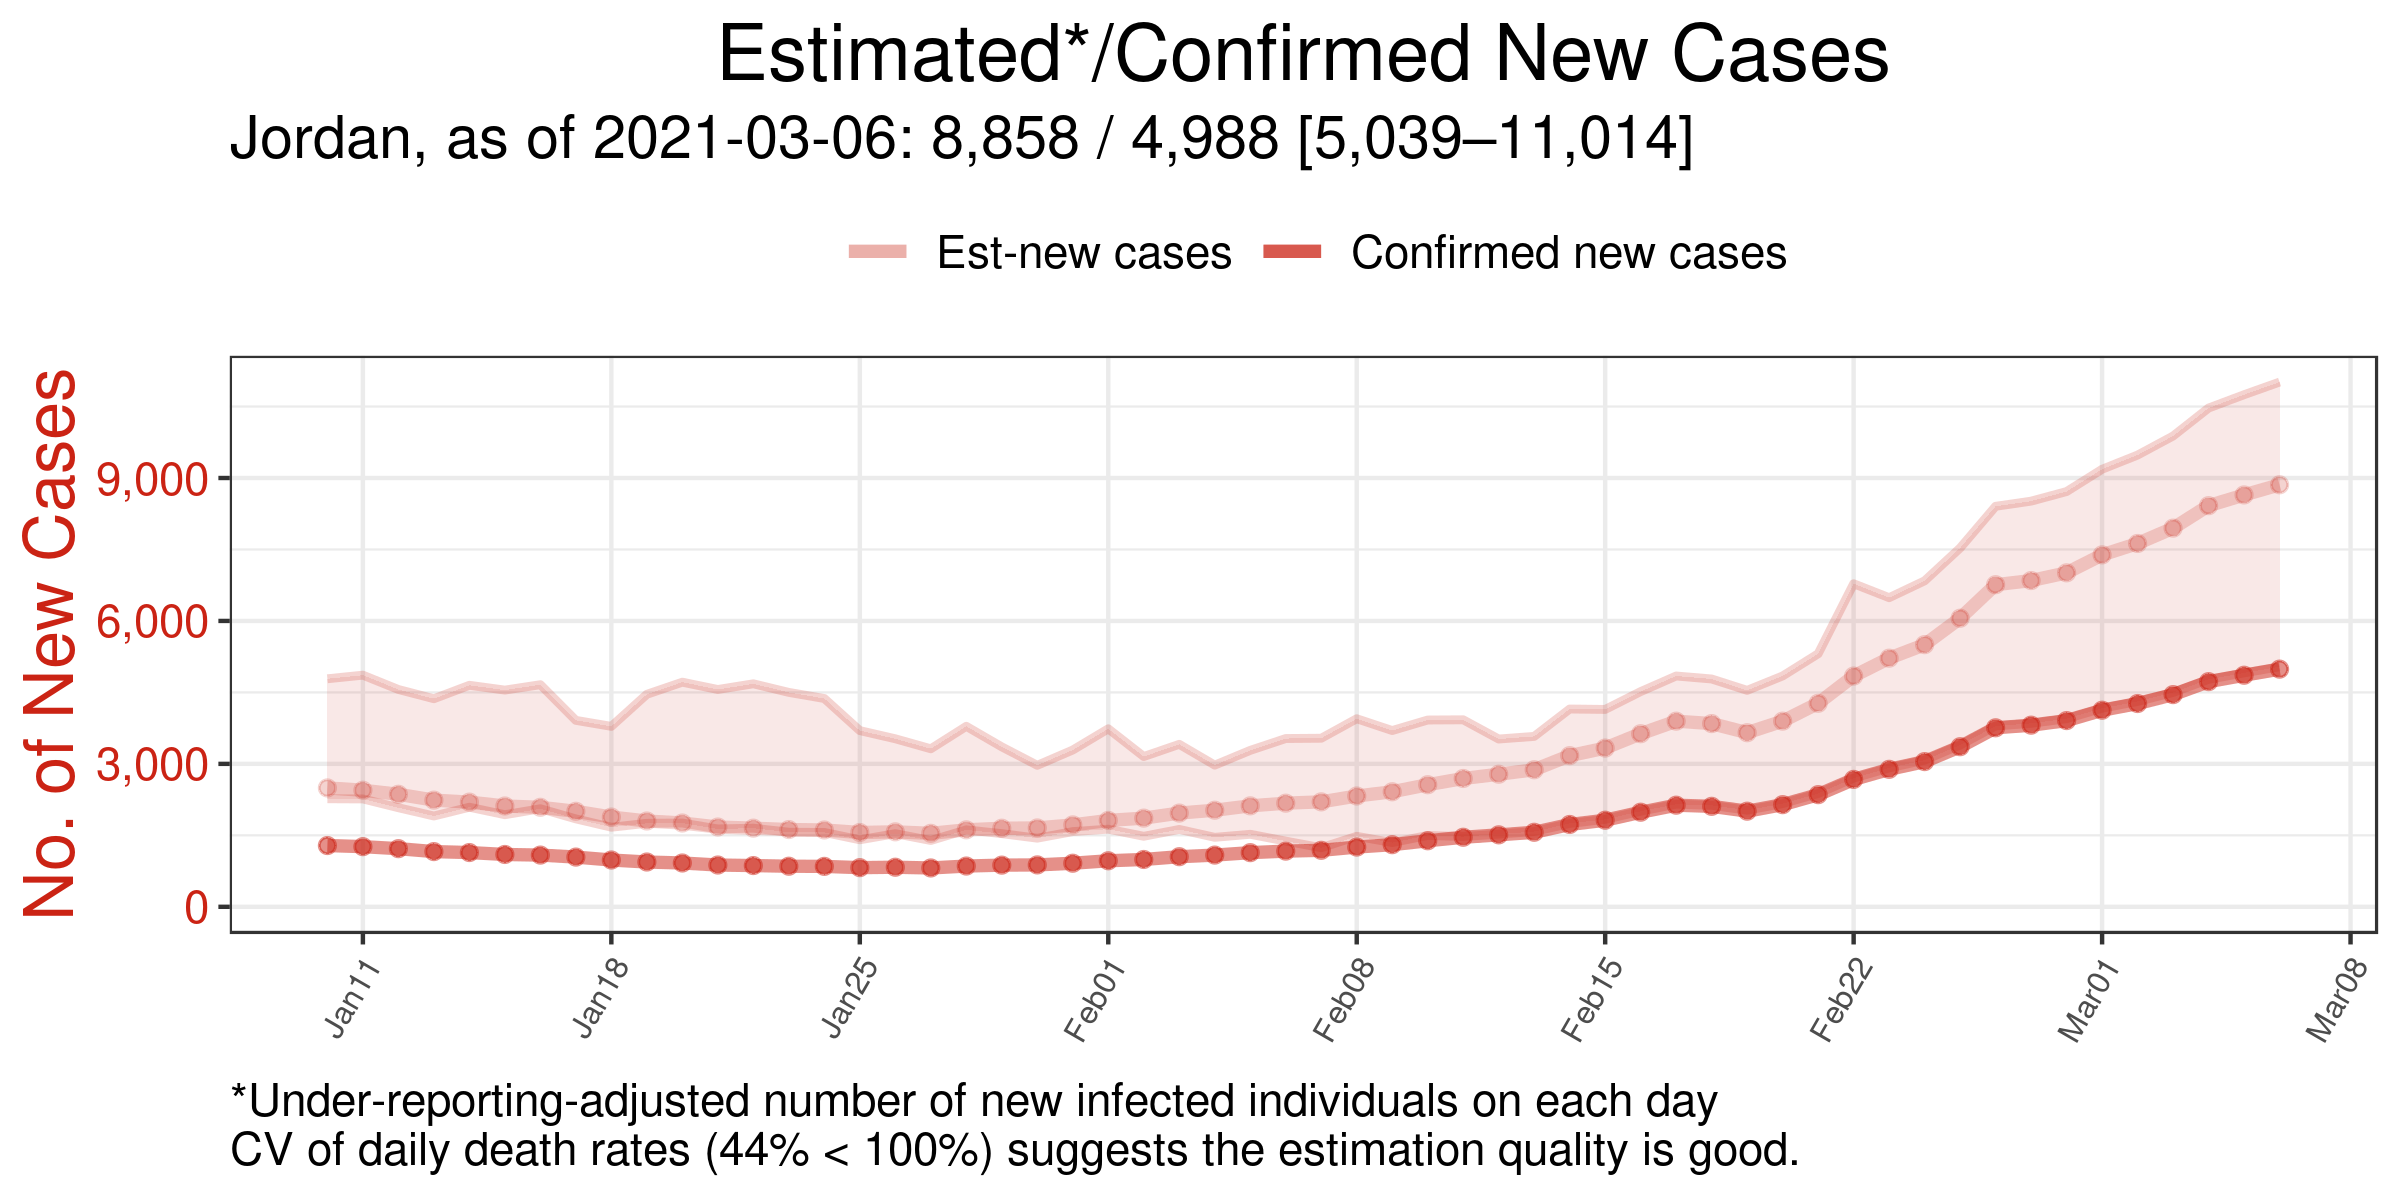 Estimated*/Confirmed New Cases
Jordan, as of 2021-03-06: 8,858 / 4,988 [5,039–11,014]
Est-new cases
Confirmed new cases
No. of New Cases
9,000
6,000
3,000
0
Jan11
Jan18
Jan25
Feb01
Feb08
Feb15
Feb22
Mar01
Mar08
*Under-reporting-adjusted number of new infected individuals on each day
CV of daily death rates (44% < 100%) suggests the estimation quality is good.